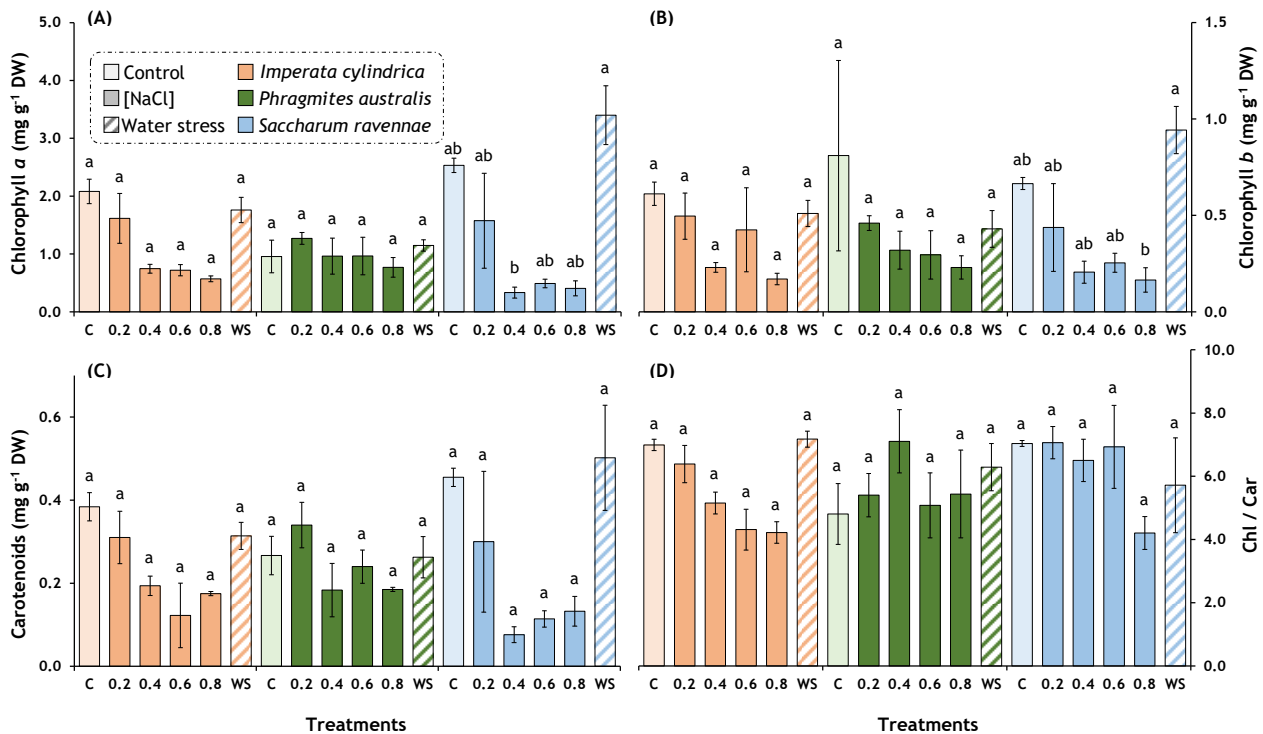 (A)
5.0
4.0
3.0
2.0
1.0
0.0
Chlorophyll a (mg g-1 DW)
Control
[NaCl]
Water stress
Imperata cylindrica
Phragmites australis
Saccharum ravennae
a a a a a a a a a a a a ab ab b ab ab a
C 0.2 0.4 0.6 0.8 WS C 0.2 0.4 0.6 0.8 WS C 0.2 0.4 0.6 0.8 WS
(B)
1.5
1.0
0.5
0.0
Chlorophyll b (mg g-1 DW)
a a a a a a a a a a a a ab ab ab ab b a
C 0.2 0.4 0.6 0.8 WS C 0.2 0.4 0.6 0.8 WS C 0.2 0.4 0.6 0.8 WS
(C)
0.6
0.4
0.2
0.0
Carotenoids (mg g-1 DW)
a a a a a a a a a a a a a a a a a a
C 0.2 0.4 0.6 0.8 WS C 0.2 0.4 0.6 0.8 WS C 0.2 0.4 0.6 0.8 WS
Treatments
(D)
10.0
8.0
6.0
4.0
2.0
0.0
Chl / Car
a a a a a a a a a a a a a a a a a a
C 0.2 0.4 0.6 0.8 WS C 0.2 0.4 0.6 0.8 WS C 0.2 0.4 0.6 0.8 WS
Treatments